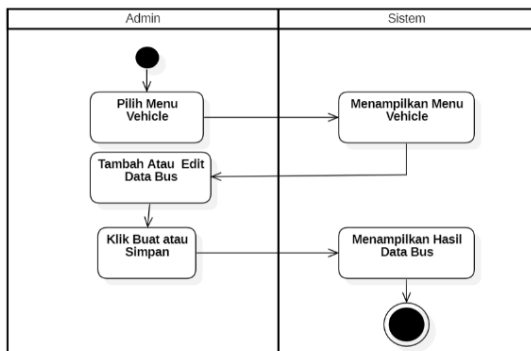 Admin
Sistem
Pilih Menu
Vehicle
Menampilkan Menu
Vehicle
Tambah Atau Edit
Data Bus
Klik Buat atau
Simpan
Menampilkan Hasil
Data Bus